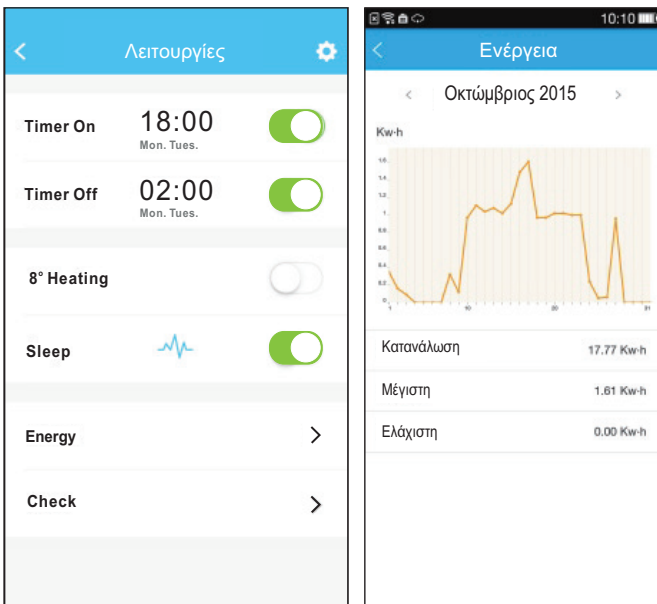 Λειτουργίες
Timer On
18:00
Mon. Tues.
Timer Off
02:00
Mon. Tues.
8° Heating
Sleep
Energy
Check
10:10
Ενέργεια
Οκτώμβριος 2015
Kw-h
1.6
1.4
1.2
1
0.8
0.6
0.4
0.2
0
1 10 20 31
Κατανάλωση 17.77 Kw-h
Μέγιστη 1.61 Kw-h
Ελάχιστη 0.00 Kw-h